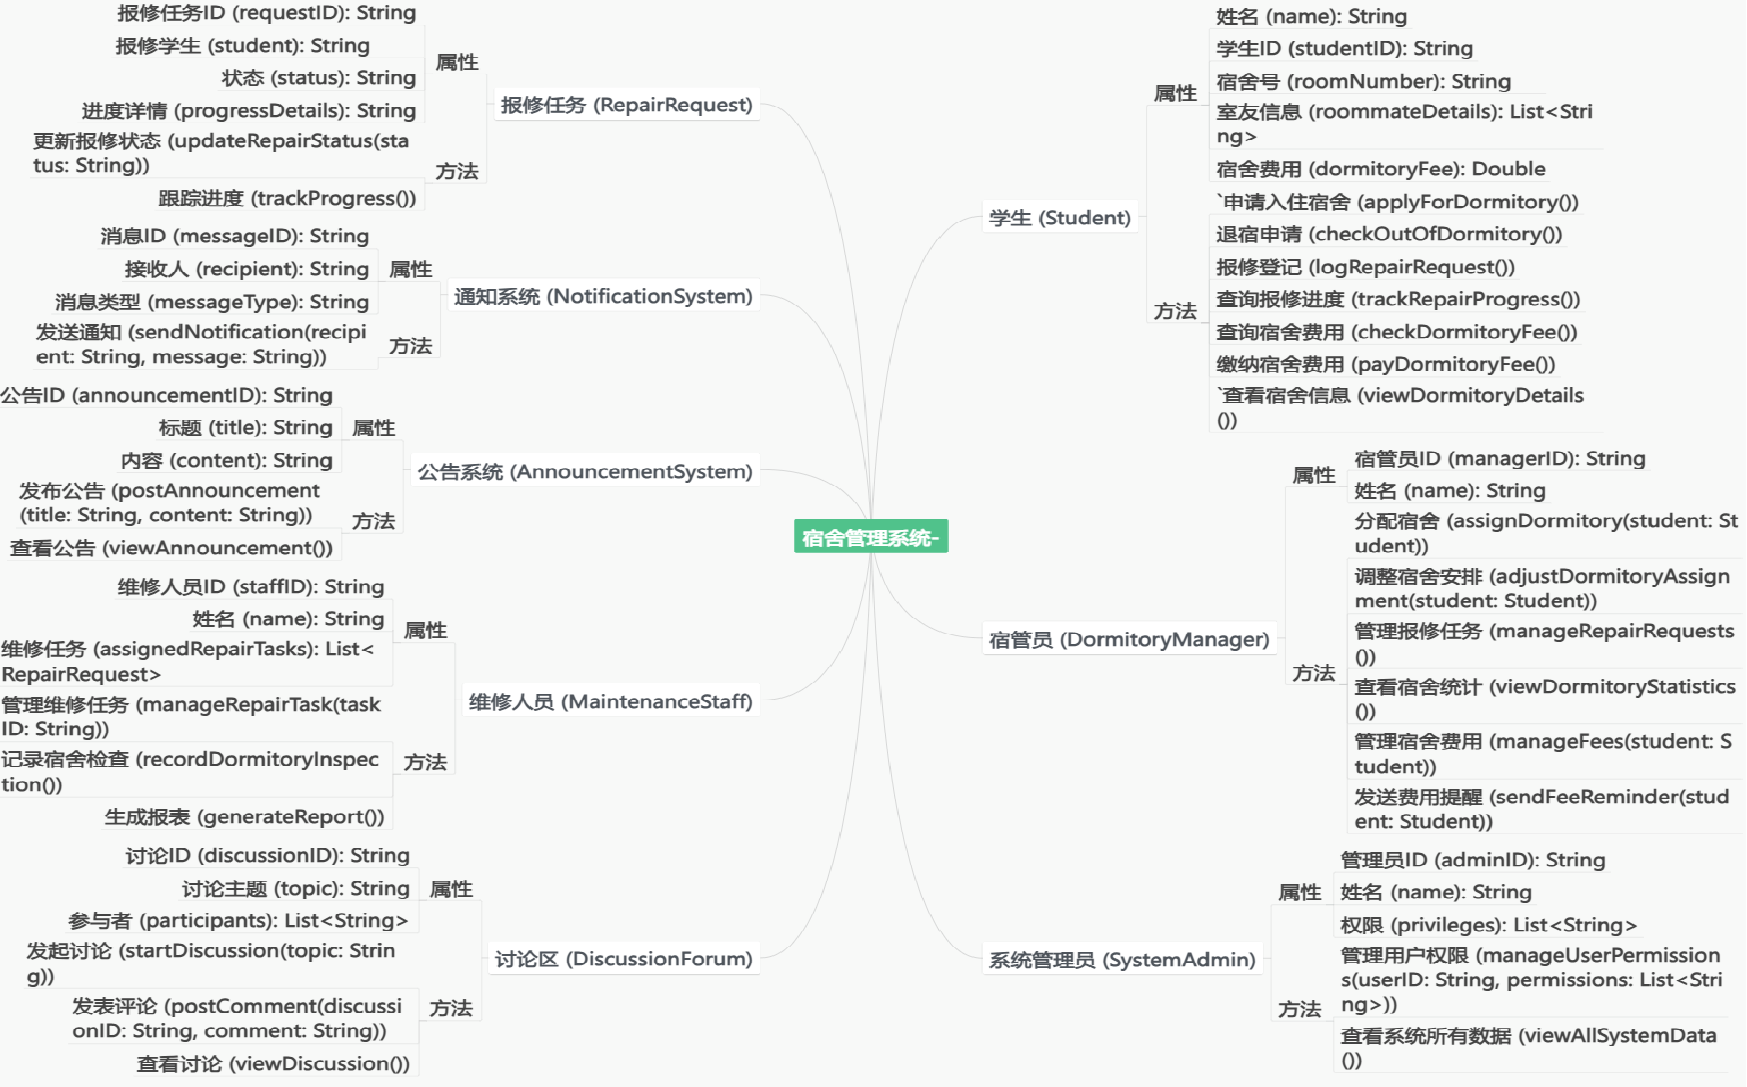 宿舍管理系统-
报修任务 (RepairRequest)
属性
报修任务ID (requestID): String
报修学生 (student): String
状态 (status): String
进度详情 (progressDetails): String
方法
更新报修状态 (updateRepairStatus(sta
tus: String))
跟踪进度 (trackProgress())
通知系统 (NotificationSystem)
属性
消息ID (messageID): String
接收人 (recipient): String
消息类型 (messageType): String
方法
发送通知 (sendNotification(recipi
ent: String, message: String))
公告系统 (AnnouncementSystem)
属性
公告ID (announcementID): String
标题 (title): String
内容 (content): String
方法
发布公告 (postAnnouncement
(title: String, content: String))
查看公告 (viewAnnouncement())
维修人员 (MaintenanceStaff)
属性
维修人员ID (staffID): String
姓名 (name): String
维修任务 (assignedRepairTasks): List<
RepairRequest>
方法
管理维修任务 (manageRepairTask(task
ID: String))
记录宿舍检查 (recordDormitoryInspec
tion())
生成报表 (generateReport())
讨论区 (DiscussionForum)
属性
讨论ID (discussionID): String
讨论主题 (topic): String
参与者 (participants): List<String>
方法
发起讨论 (startDiscussion(topic: Strin
g))
发表评论 (postComment(discussi
onID: String, comment: String))
查看讨论 (viewDiscussion())
学生 (Student)
属性
姓名 (name): String
学生ID (studentID): String
宿舍号 (roomNumber): String
室友信息 (roommateDetails): List<Stri
ng>
宿舍费用 (dormitoryFee): Double
方法
`申请入住宿舍 (applyForDormitory())
退宿申请 (checkOutOfDormitory())
报修登记 (logRepairRequest())
查询报修进度 (trackRepairProgress())
查询宿舍费用 (checkDormitoryFee())
缴纳宿舍费用 (payDormitoryFee())
`查看宿舍信息 (viewDormitoryDetails
())
宿管员 (DormitoryManager)
属性
宿管员ID (managerID): String
姓名 (name): String
方法
分配宿舍 (assignDormitory(student: St
udent))
调整宿舍安排 (adjustDormitoryAssign
ment(student: Student))
管理报修任务 (manageRepairRequests
())
查看宿舍统计 (viewDormitoryStatistics
())
管理宿舍费用 (manageFees(student: S
tudent))
发送费用提醒 (sendFeeReminder(stud
ent: Student))
系统管理员 (SystemAdmin)
属性
管理员ID (adminID): String
姓名 (name): String
权限 (privileges): List<String>
方法
管理用户权限 (manageUserPermission
s(userID: String, permissions: List<Stri
ng>))
查看系统所有数据 (viewAllSystemData
())